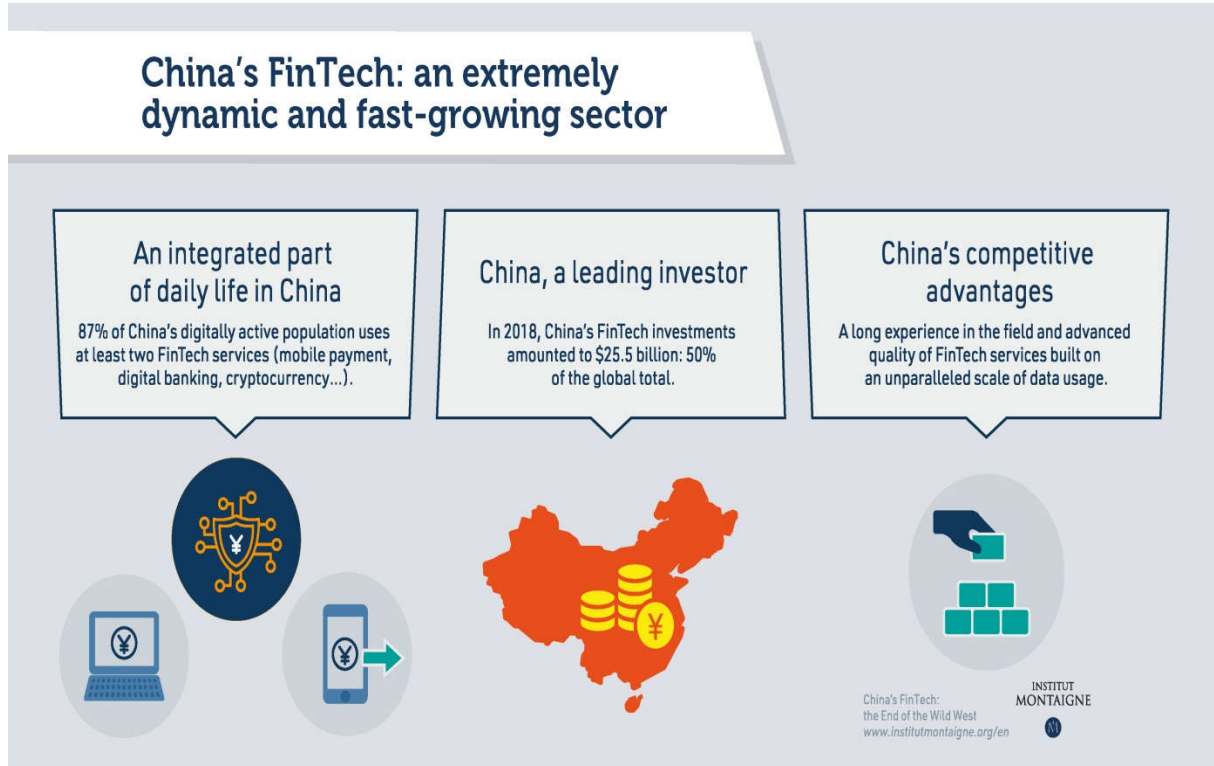 China's FinTech: an extremely
dynamic and fast-growing sector
An integrated part
of daily life in China
87% of China's digitally active population uses
at least two FinTech services (mobile payment,
digital banking, cryptocurrency...).
China, a leading investor
In 2018, China's FinTech investments
amounted to $25.5 billion: 50%
of the global total.
China's competitive
advantages
A long experience in the field and advanced
quality of FinTech services built on
an unparalleled scale of data usage.
¥
¥
¥
¥
China's FinTech:
the End of the Wild West
www.institutmontaigne.org/en
INSTITUT
MONTAIGNE